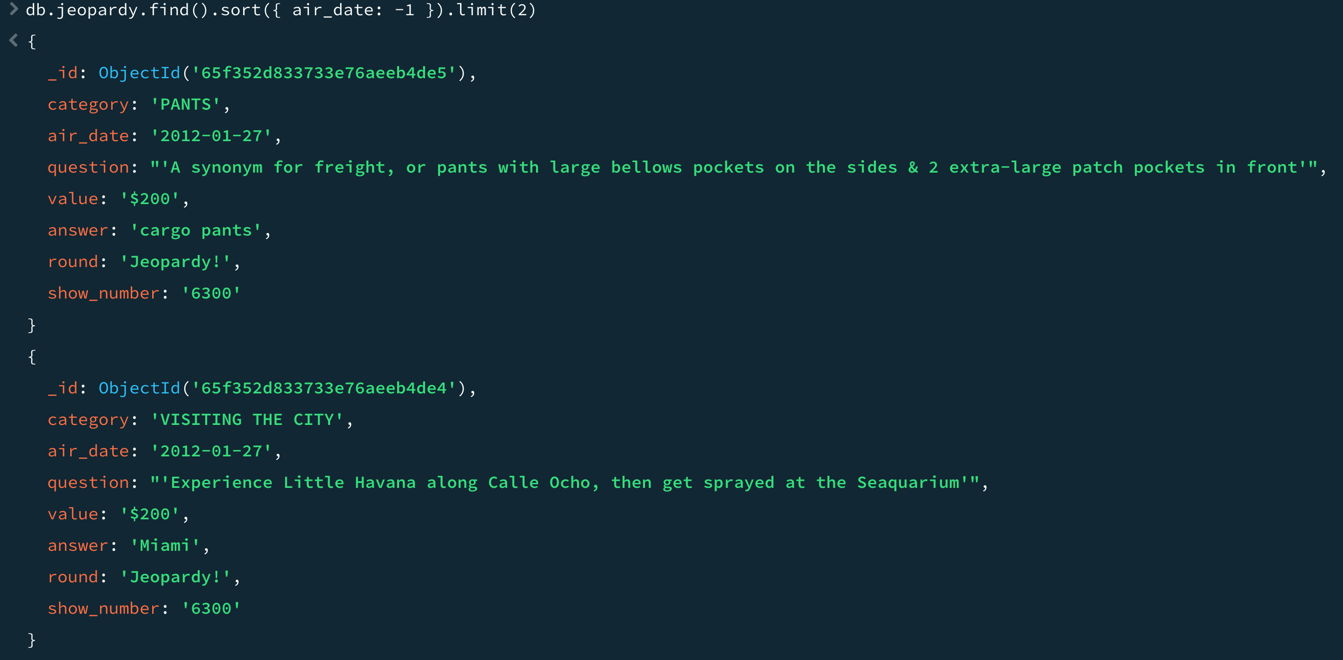 > db.jeopardy.find().sort({ air_date: -1 }).limit(2)
< {
_id: ObjectId('65f352d833733e76aeeb4de5'),
category: 'PANTS',
air_date: '2012-01-27',
question: "'A synonym for freight, or pants with large bellows pockets on the sides & 2 extra-large patch pockets in front'",
value: '$200',
answer: 'cargo pants',
round: 'Jeopardy!',
show_number: '6300'
}
{
_id: ObjectId('65f352d833733e76aeeb4de4'),
category: 'VISITING THE CITY',
air_date: '2012-01-27',
question: "'Experience Little Havana along Calle Ocho, then get sprayed at the Seaquarium'",
value: '$200',
answer: 'Miami',
round: 'Jeopardy!',
show_number: '6300'
}